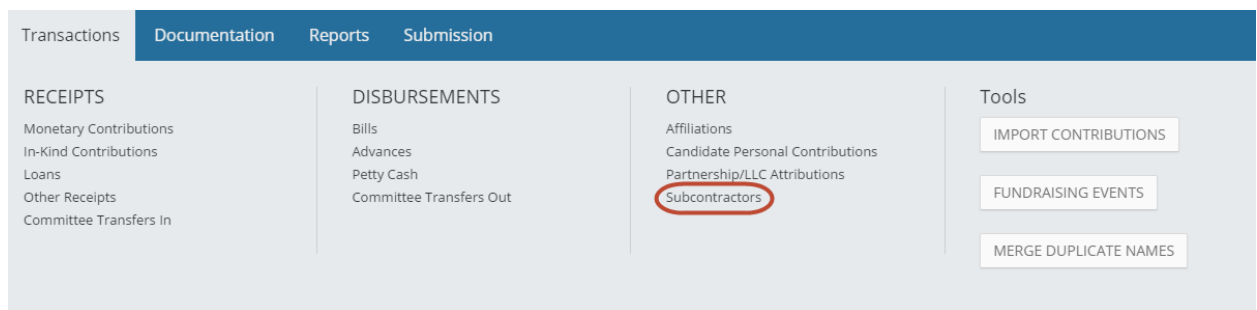 Transactions Documentation Reports Submission
RECEIPTS
Monetary Contributions
In-Kind Contributions
Loans
Other Receipts
Committee Transfers In
DISBURSEMENTS
Bills
Advances
Petty Cash
Committee Transfers Out
OTHER
Affiliations
Candidate Personal Contributions
Partnership/LLC Attributions
Subcontractors
Tools
IMPORT CONTRIBUTIONS
FUNDRAISING EVENTS
MERGE DUPLICATE NAMES